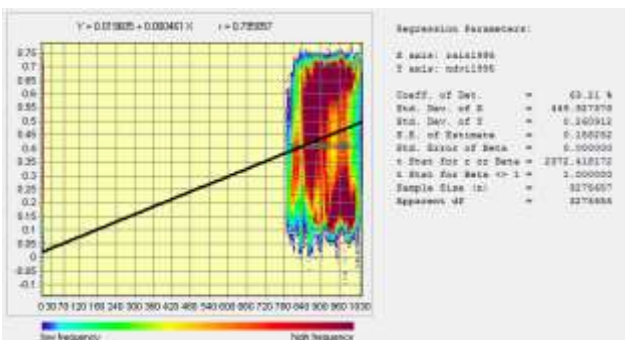 Y = 0.019805 + 0.000461 X r = 0.795057
Regression Parameters:
X axis: rain1995
Y axis: ndvi1995
Coeff. of Det. = 63.21 %
Std. Dev. of X = 449.827370
Std. Dev. of Y = 0.260912
S.E. of Estimate = 0.158252
Std. Error of Beta = 0.000000
t Stat for r or Beta = 2372.418172
t Stat for Beta <> 1 = 1.000000
Sample Size (n) = 3275657
Apparent df = 3275655
0.75
0.7
0.65
0.6
0.55
0.5
0.45
0.4
0.35
0.3
0.25
0.2
0.15
0.1
0.05
0
-0.05
-0.1
0 30 70 120 180 240 300 360 420 480 540 600 660 720 780 840 900 960 1030
low frequency high frequency